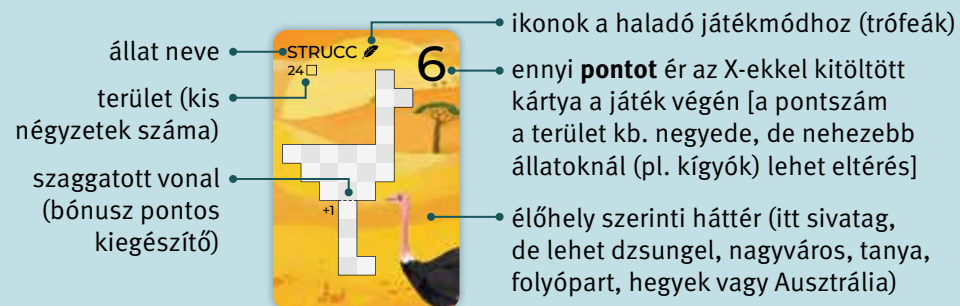 állat neve
terület (kis
négyzetek száma)
szaggatott vonal
(bónusz pontos
kiegészítő)
STRUCC
24
6
+1
ikonok a haladó játékmódhoz (trófeák)
ennyi pontot ér az X-ekkel kitöltött
kártya a játék végén [a pontszám
a terület kb. negyede, de nehezebb
állatoknál (pl. kígyók) lehet eltérés]
élőhely szerinti háttér (itt sivatag,
de lehet dzsungel, nagyváros, tanya,
folyópart, hegyek vagy Ausztrália)